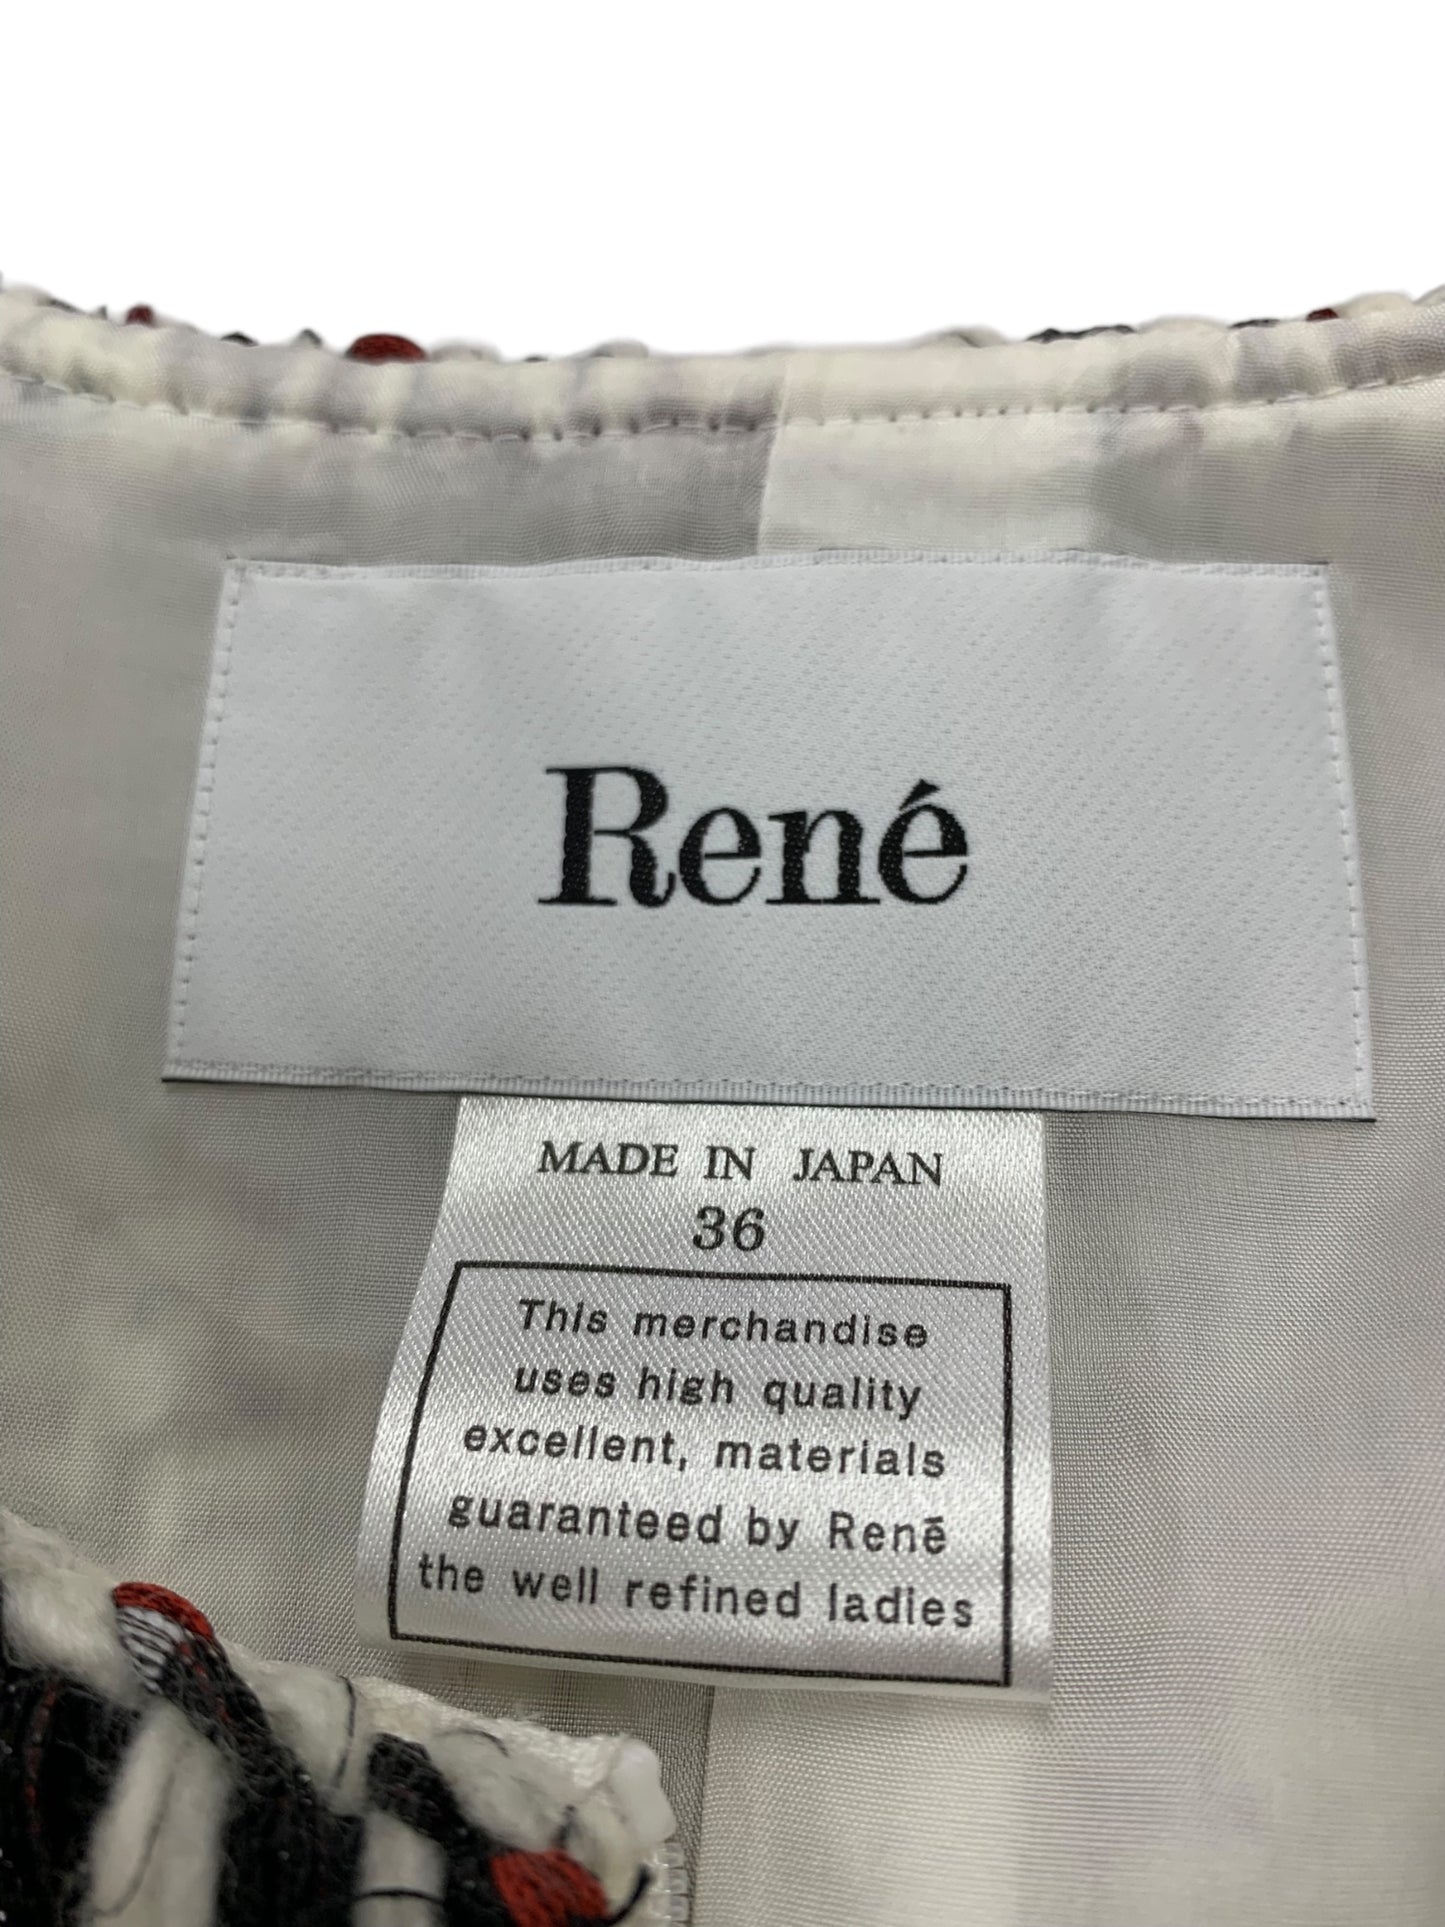 René
MADE IN JAPAN
36
This merchandise
uses high quality
excellent, materials
guaranteed by Renē
the well refined ladies